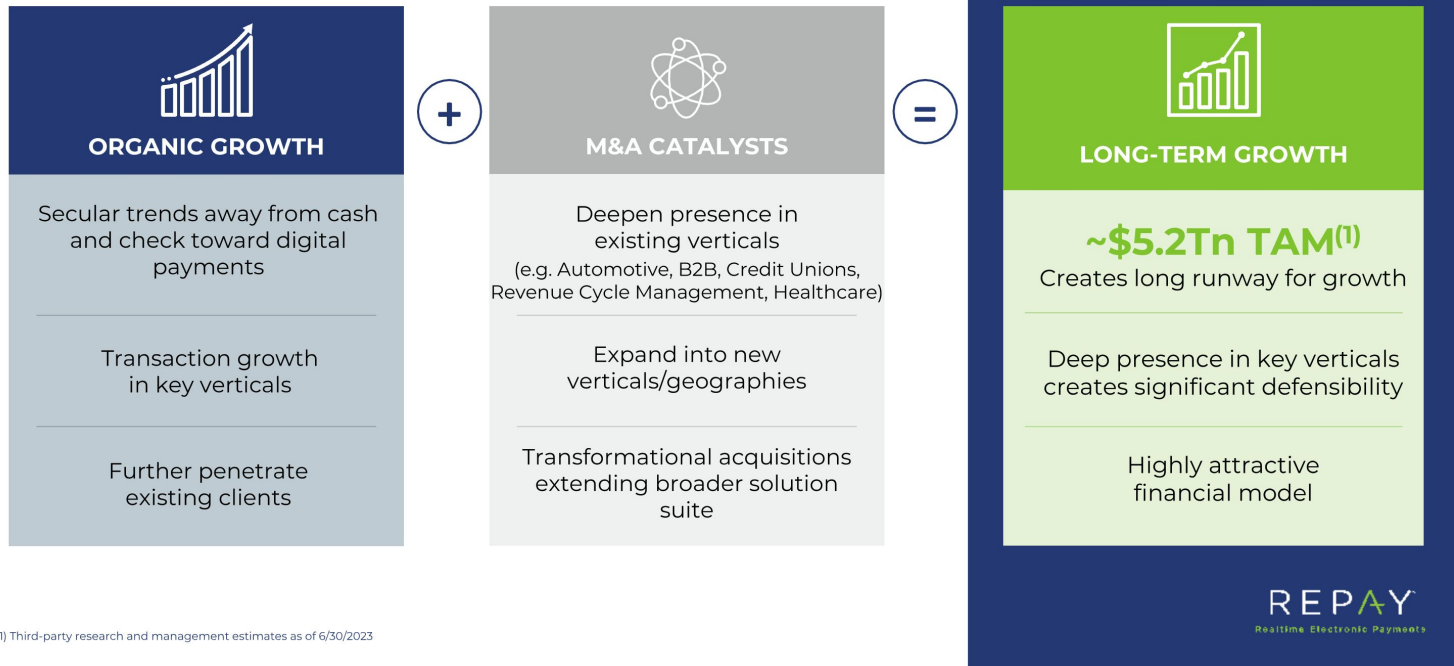 ORGANIC GROWTH
Secular trends away from cash
and check toward digital
payments
Transaction growth
in key verticals
Further penetrate
existing clients
+
M&A CATALYSTS
Deepen presence in
existing verticals
(e.g. Automotive, B2B, Credit Unions,
Revenue Cycle Management, Healthcare)
Expand into new
verticals/geographies
Transformational acquisitions
extending broader solution
suite
=
LONG-TERM GROWTH
~$5.2Tn TAM(1)
Creates long runway for growth
Deep presence in key verticals
creates significant defensibility
Highly attractive
financial model
1) Third-party research and management estimates as of 6/30/2023
REPAY
Realtime Electronic Payments